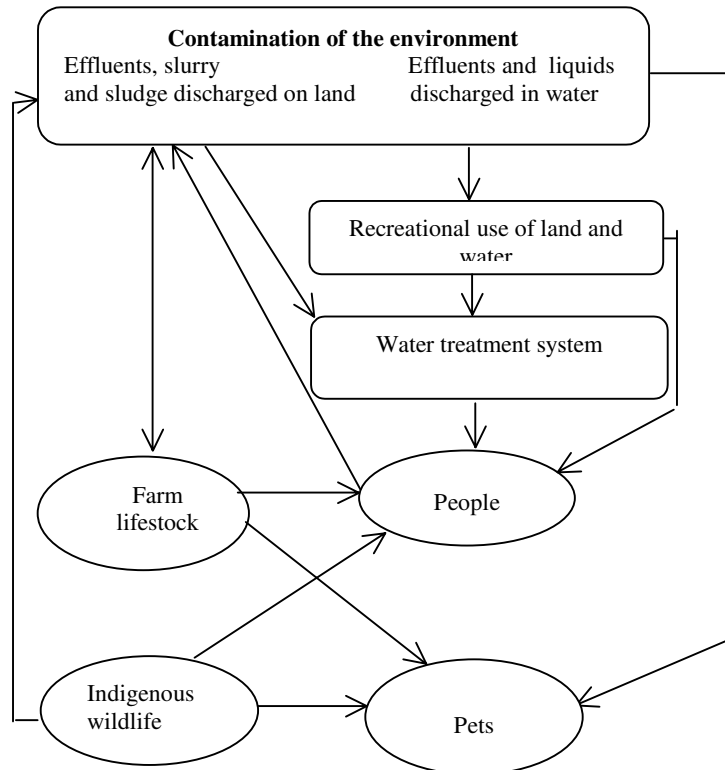 Contamination of the environment
Effluents, slurry Effluents and liquids
and sludge discharged on land discharged in water
Recreational use of land and
water
Water treatment system
Farm
lifestock
People
Indigenous
wildlife
Pets